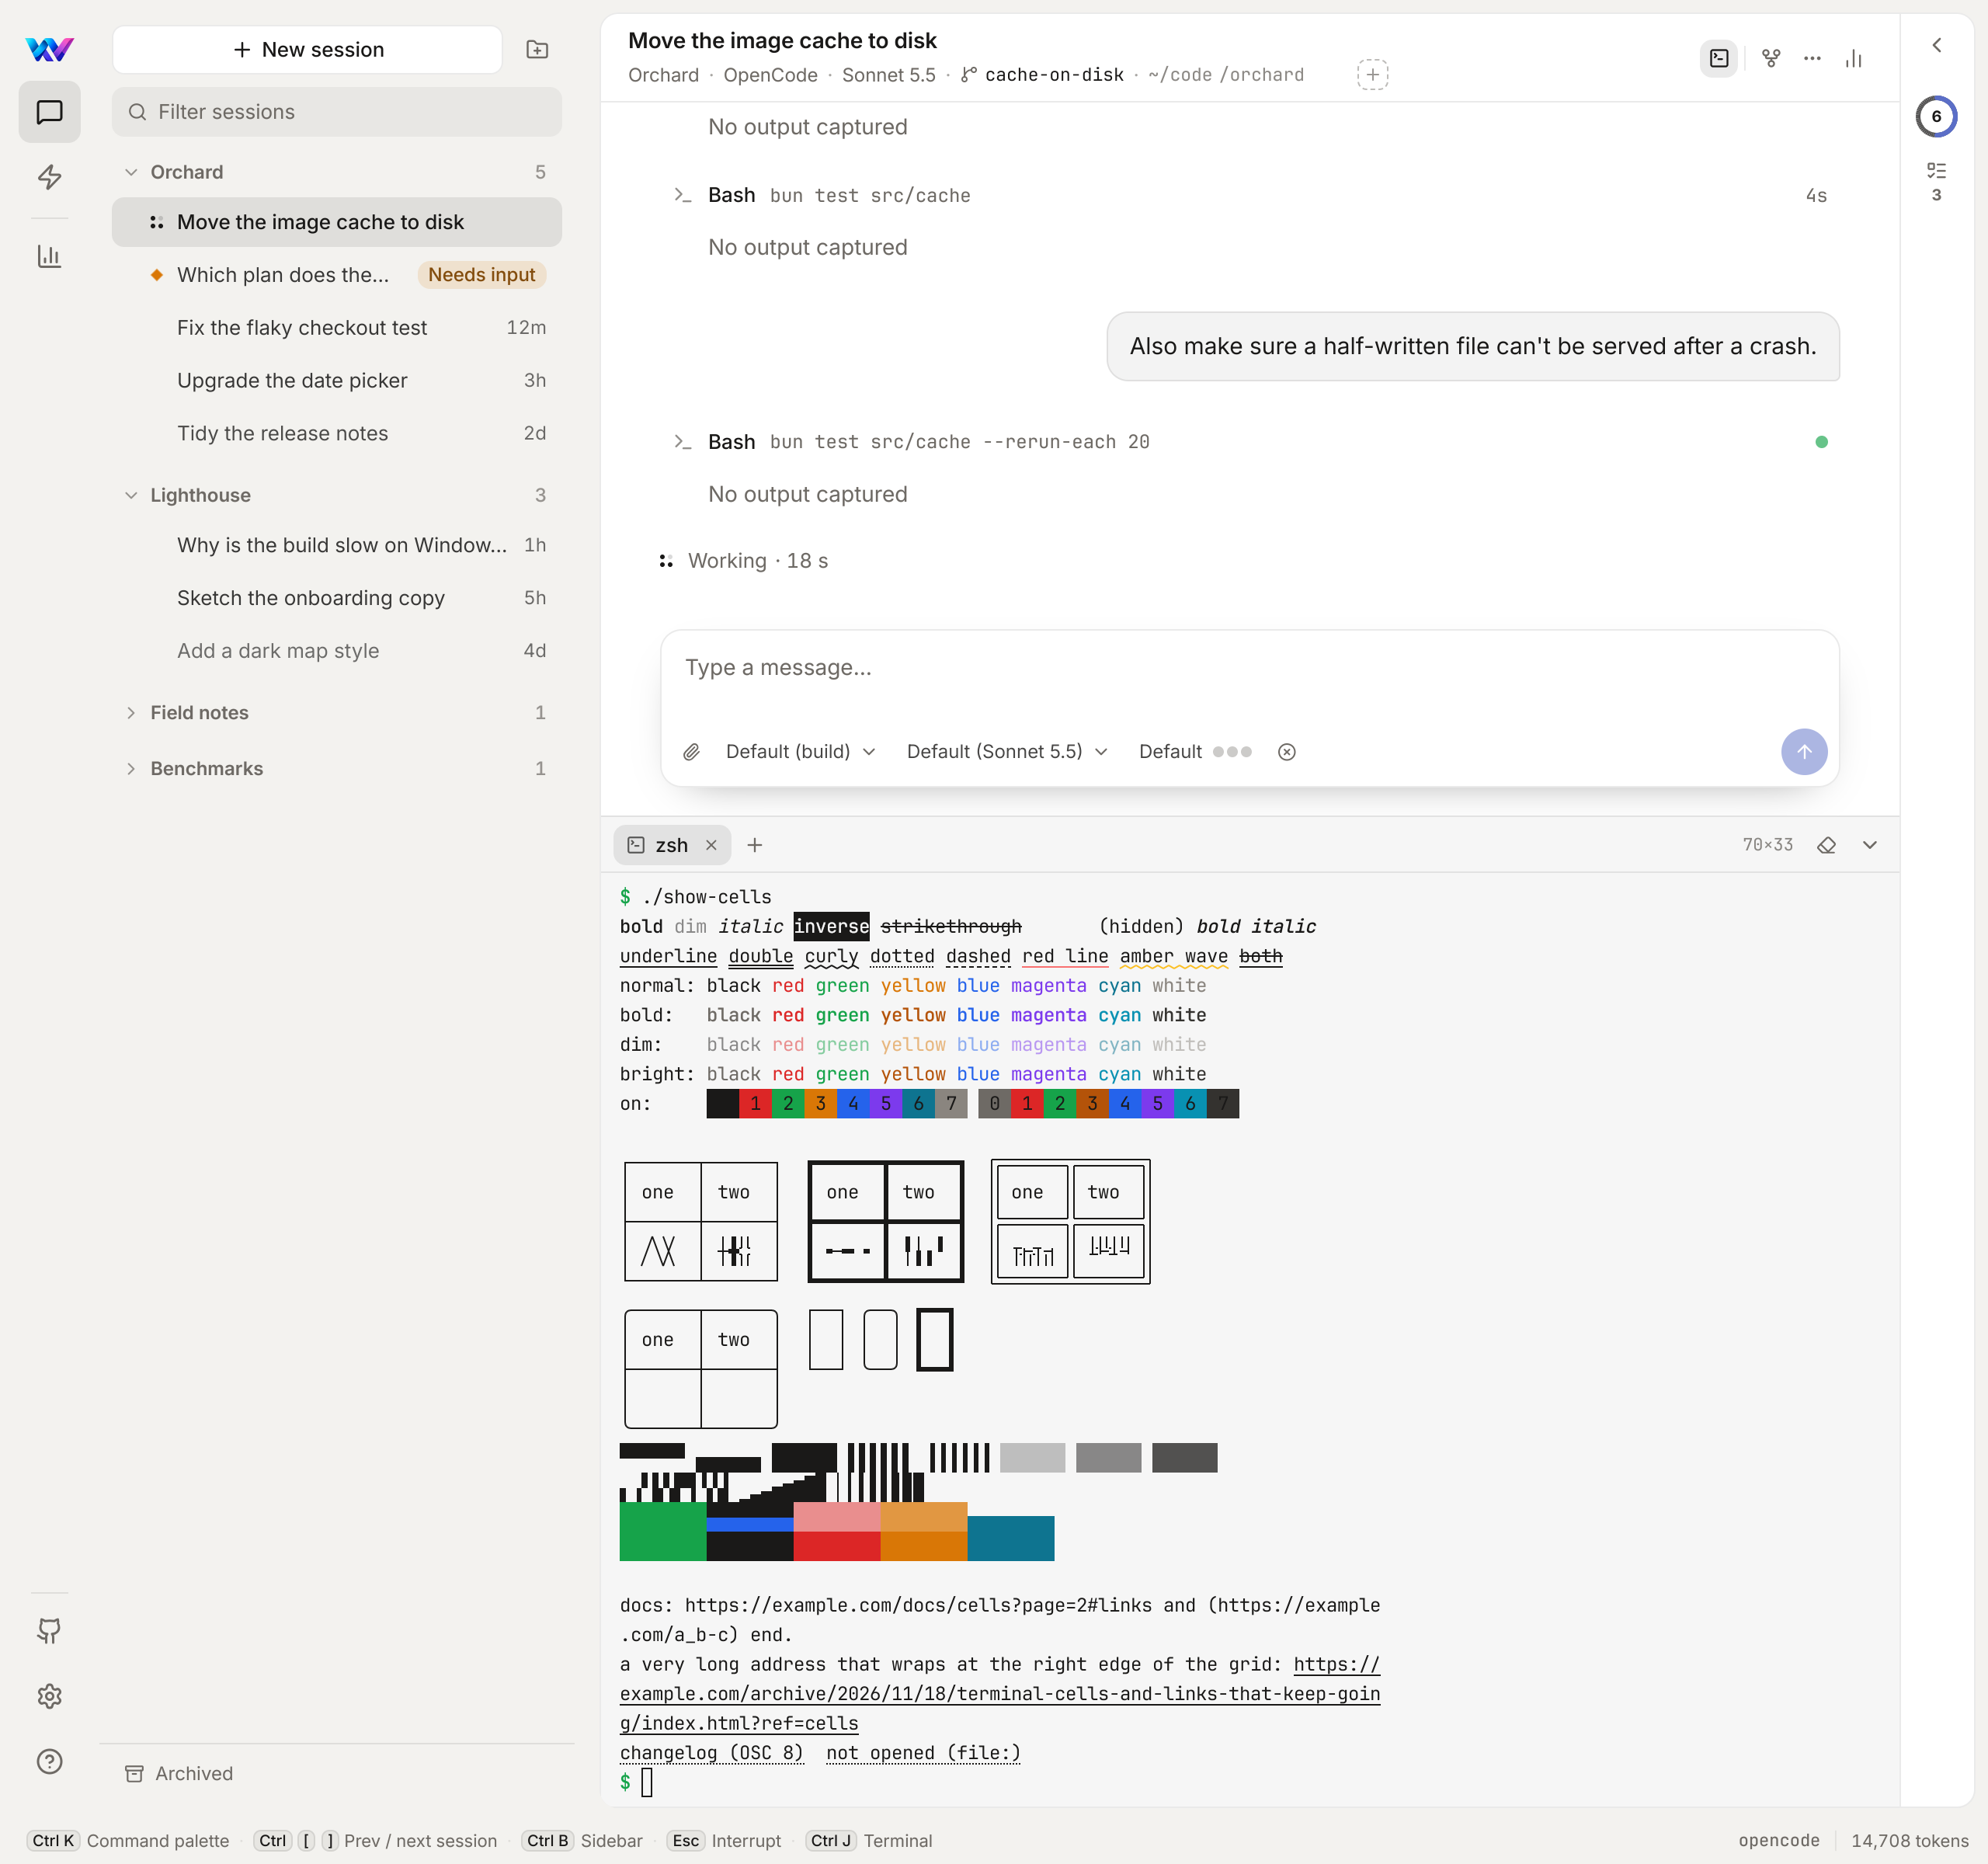 New session
Filter sessions
Orchard 5
Move the image cache to disk
Which plan does the... Needs input
Fix the flaky checkout test 12m
Upgrade the date picker 3h
Tidy the release notes 2d
Lighthouse 3
Why is the build slow on Window... 1h
Sketch the onboarding copy 5h
Add a dark map style 4d
Field notes 1
Benchmarks 1
Archived
Move the image cache to disk
Orchard · OpenCode · Sonnet 5.5 · cache-on-disk · ~/code /orchard
6
3
No output captured
Bash bun test src/cache 4s
No output captured
Also make sure a half-written file can't be served after a crash.
Bash bun test src/cache --rerun-each 20
No output captured
Working · 18 s
Type a message...
Default (build) Default (Sonnet 5.5) Default
zsh 70×33
$ ./show-cells
bold dim italic inverse strikethrough (hidden) bold italic
underline double curly dotted dashed red line amber wave both
normal: black red green yellow blue magenta cyan white
bold: black red green yellow blue magenta cyan white
dim: black red green yellow blue magenta cyan white
bright: black red green yellow blue magenta cyan white
on: 1 2 3 4 5 6 7 0 1 2 3 4 5 6 7
one two one two one two
one two
docs: https://example.com/docs/cells?page=2#links and (https://example
.com/a_b-c) end.
a very long address that wraps at the right edge of the grid: https://
example.com/archive/2026/11/18/terminal-cells-and-links-that-keep-goin
g/index.html?ref=cells
changelog (OSC 8) not opened (file:)
$
Ctrl K Command palette · Ctrl [ ] Prev / next session · Ctrl B Sidebar · Esc Interrupt · Ctrl J Terminal
opencode 14,708 tokens